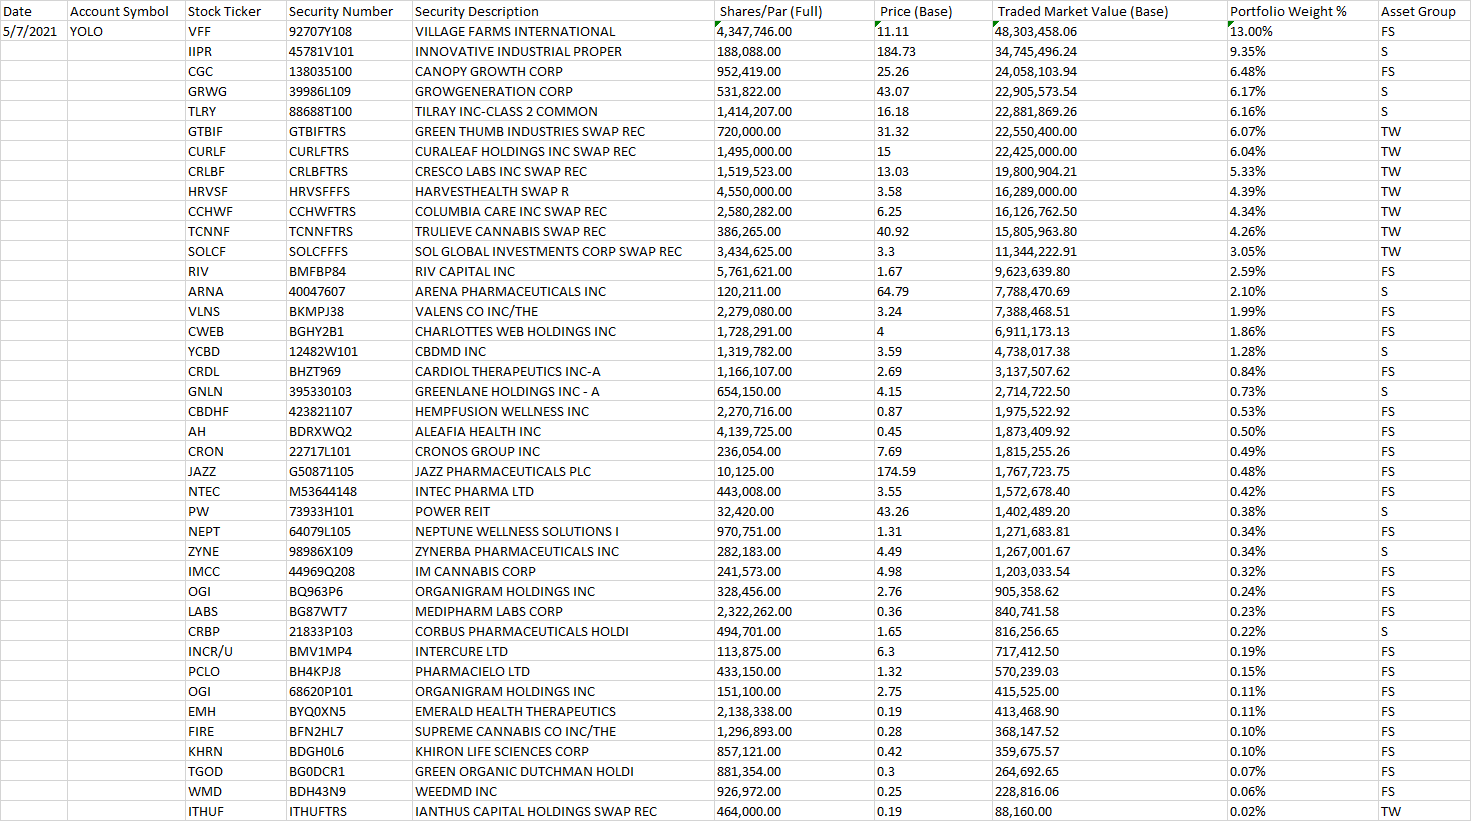 Date Account Symbol Stock Ticker Security Number Security Description Shares/Par (Full) Price (Base) Traded Market Value (Base) Portfolio Weight % Asset Group
5/7/2021 YOLO VFF 92707Y108 VILLAGE FARMS INTERNATIONAL 4,347,746.00 11.11 48,303,458.06 13.00% FS
IIPR 45781V101 INNOVATIVE INDUSTRIAL PROPER 188,088.00 184.73 34,745,496.24 9.35% S
CGC 138035100 CANOPY GROWTH CORP 952,419.00 25.26 24,058,103.94 6.48% FS
GRWG 39986L109 GROWGENERATION CORP 531,822.00 43.07 22,905,573.54 6.17% S
TLRY 88688T100 TILRAY INC-CLASS 2 COMMON 1,414,207.00 16.18 22,881,869.26 6.16% S
GTBIF GTBIFTRS GREEN THUMB INDUSTRIES SWAP REC 720,000.00 31.32 22,550,400.00 6.07% TW
CURLF CURLFTRS CURALEAF HOLDINGS INC SWAP REC 1,495,000.00 15 22,425,000.00 6.04% TW
CRLBF CRLBFTRS CRESCO LABS INC SWAP REC 1,519,523.00 13.03 19,800,904.21 5.33% TW
HRVSF HRVSFFFS HARVESTHEALTH SWAP R 4,550,000.00 3.58 16,289,000.00 4.39% TW
CCHWF CCHWFTRS COLUMBIA CARE INC SWAP REC 2,580,282.00 6.25 16,126,762.50 4.34% TW
TCNNF TCNNFTRS TRULIEVE CANNABIS SWAP REC 386,265.00 40.92 15,805,963.80 4.26% TW
SOLCF SOLCFFFS SOL GLOBAL INVESTMENTS CORP SWAP REC 3,434,625.00 3.3 11,344,222.91 3.05% TW
RIV BMFBP84 RIV CAPITAL INC 5,761,621.00 1.67 9,623,639.80 2.59% FS
ARNA 40047607 ARENA PHARMACEUTICALS INC 120,211.00 64.79 7,788,470.69 2.10% S
VLNS BKMPJ38 VALENS CO INC/THE 2,279,080.00 3.24 7,388,468.51 1.99% FS
CWEB BGHY2B1 CHARLOTTES WEB HOLDINGS INC 1,728,291.00 4 6,911,173.13 1.86% FS
YCBD 12482W101 CBDMD INC 1,319,782.00 3.59 4,738,017.38 1.28% S
CRDL BHZT969 CARDIOL THERAPEUTICS INC-A 1,166,107.00 2.69 3,137,507.62 0.84% FS
GNLN 395330103 GREENLANE HOLDINGS INC - A 654,150.00 4.15 2,714,722.50 0.73% S
CBDHF 423821107 HEMPFUSION WELLNESS INC 2,270,716.00 0.87 1,975,522.92 0.53% FS
AH BDRXWQ2 ALEAFIA HEALTH INC 4,139,725.00 0.45 1,873,409.92 0.50% FS
CRON 22717L101 CRONOS GROUP INC 236,054.00 7.69 1,815,255.26 0.49% FS
JAZZ G50871105 JAZZ PHARMACEUTICALS PLC 10,125.00 174.59 1,767,723.75 0.48% FS
NTEC M53644148 INTEC PHARMA LTD 443,008.00 3.55 1,572,678.40 0.42% FS
PW 73933H101 POWER REIT 32,420.00 43.26 1,402,489.20 0.38% S
NEPT 64079L105 NEPTUNE WELLNESS SOLUTIONS I 970,751.00 1.31 1,271,683.81 0.34% FS
ZYNE 98986X109 ZYNERBA PHARMACEUTICALS INC 282,183.00 4.49 1,267,001.67 0.34% S
IMCC 44969Q208 IM CANNABIS CORP 241,573.00 4.98 1,203,033.54 0.32% FS
OGI BQ963P6 ORGANIGRAM HOLDINGS INC 328,456.00 2.76 905,358.62 0.24% FS
LABS BG87WT7 MEDIPHARM LABS CORP 2,322,262.00 0.36 840,741.58 0.23% FS
CRBP 21833P103 CORBUS PHARMACEUTICALS HOLDI 494,701.00 1.65 816,256.65 0.22% S
INCR/U BMV1MP4 INTERCURE LTD 113,875.00 6.3 717,412.50 0.19% FS
PCLO BH4KPJ8 PHARMACIELO LTD 433,150.00 1.32 570,239.03 0.15% FS
OGI 68620P101 ORGANIGRAM HOLDINGS INC 151,100.00 2.75 415,525.00 0.11% FS
EMH BYQ0XN5 EMERALD HEALTH THERAPEUTICS 2,138,338.00 0.19 413,468.90 0.11% FS
FIRE BFN2HL7 SUPREME CANNABIS CO INC/THE 1,296,893.00 0.28 368,147.52 0.10% FS
KHRN BDGH0L6 KHIRON LIFE SCIENCES CORP 857,121.00 0.42 359,675.57 0.10% FS
TGOD BG0DCR1 GREEN ORGANIC DUTCHMAN HOLDI 881,354.00 0.3 264,692.65 0.07% FS
WMD BDH43N9 WEEDMD INC 926,972.00 0.25 228,816.06 0.06% FS
ITHUF ITHUFTRS IANTHUS CAPITAL HOLDINGS SWAP REC 464,000.00 0.19 88,160.00 0.02% TW